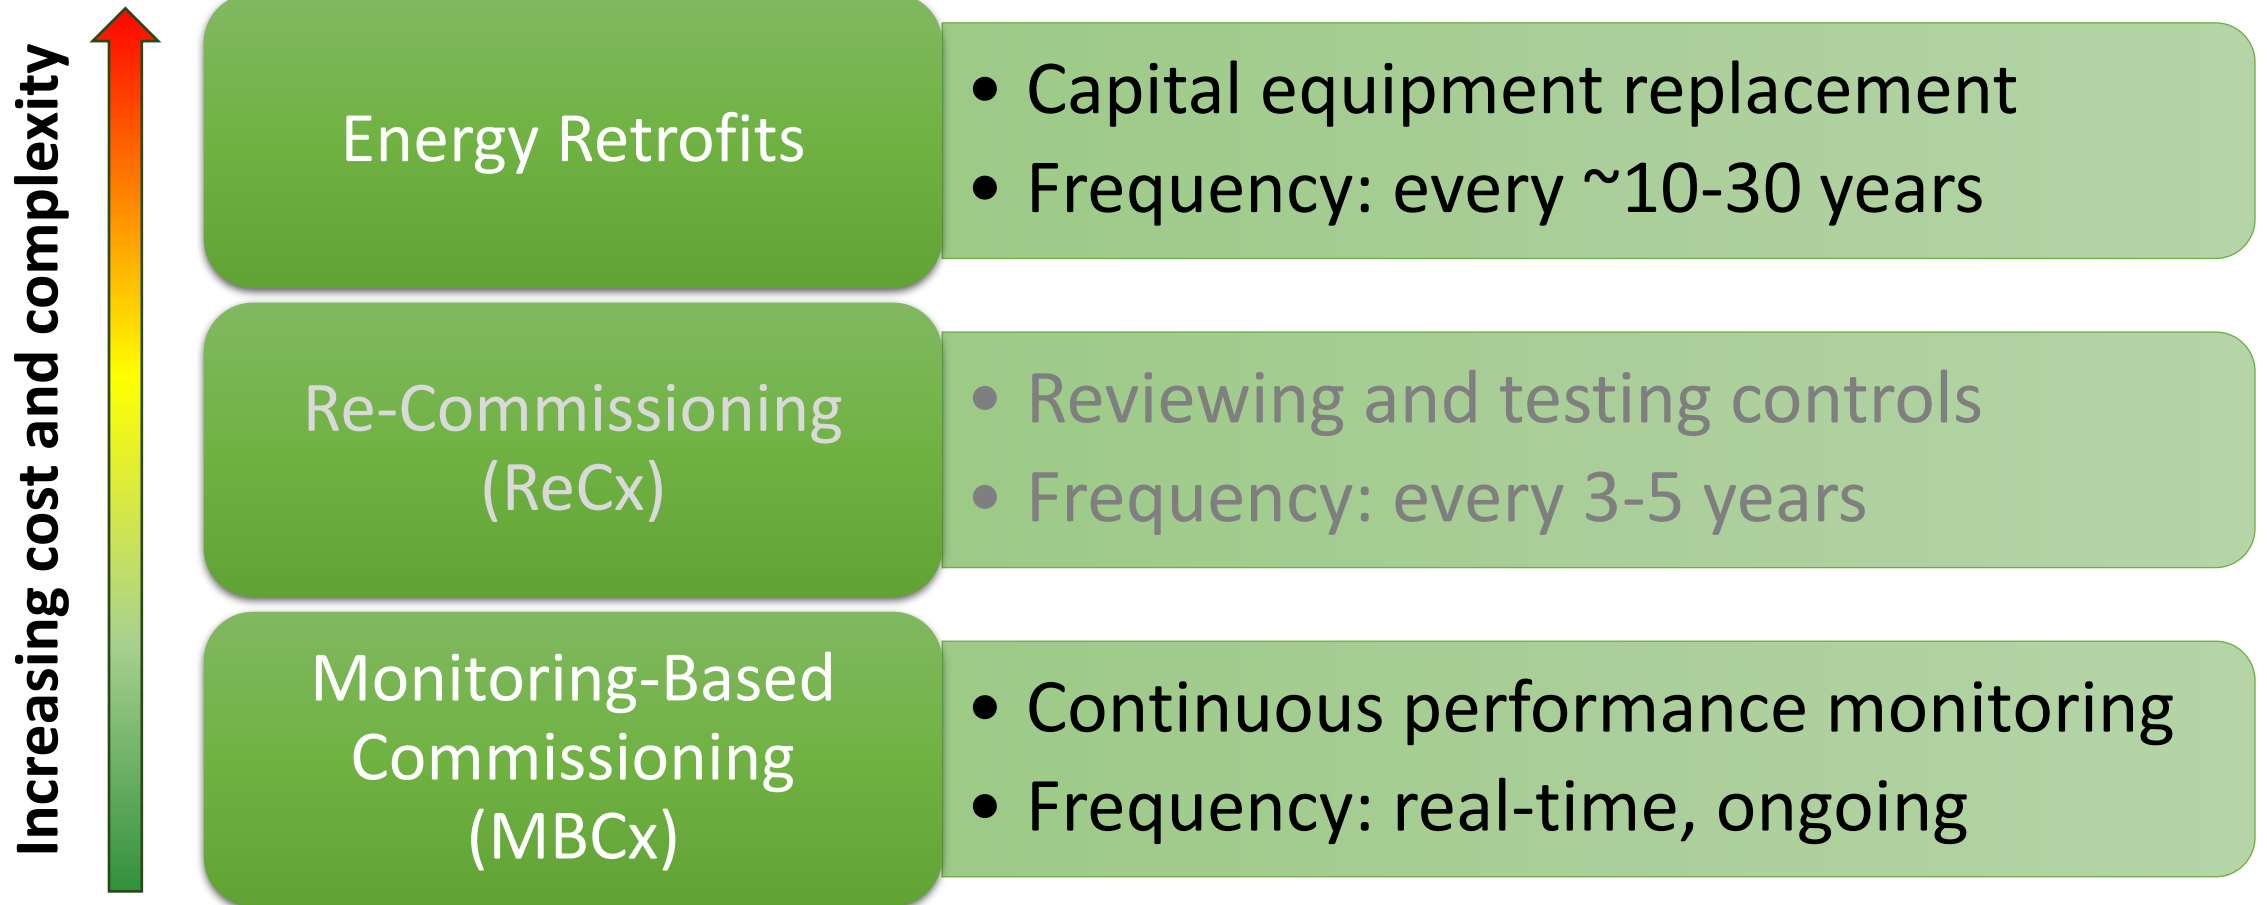 Increasing cost and complexity
Energy Retrofits
• Capital equipment replacement
• Frequency: every ~10-30 years
Re-Commissioning
(ReCx)
• Reviewing and testing controls
• Frequency: every 3-5 years
Monitoring-Based
Commissioning
(MBCx)
• Continuous performance monitoring
• Frequency: real-time, ongoing